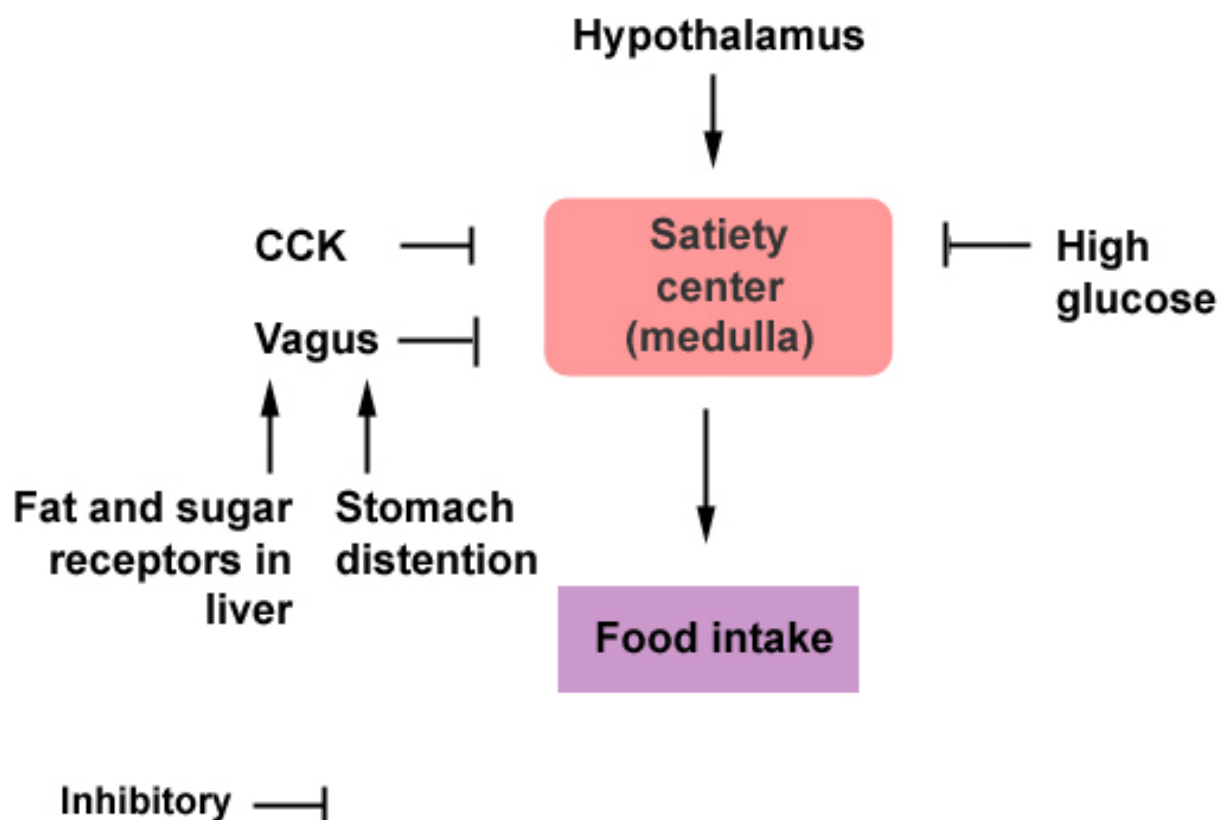 Hypothalamus
CCK
Satiety
center
(medulla)
High
glucose
Vagus
Fat and sugar
receptors in
liver
Stomach
distention
Food intake
Inhibitory